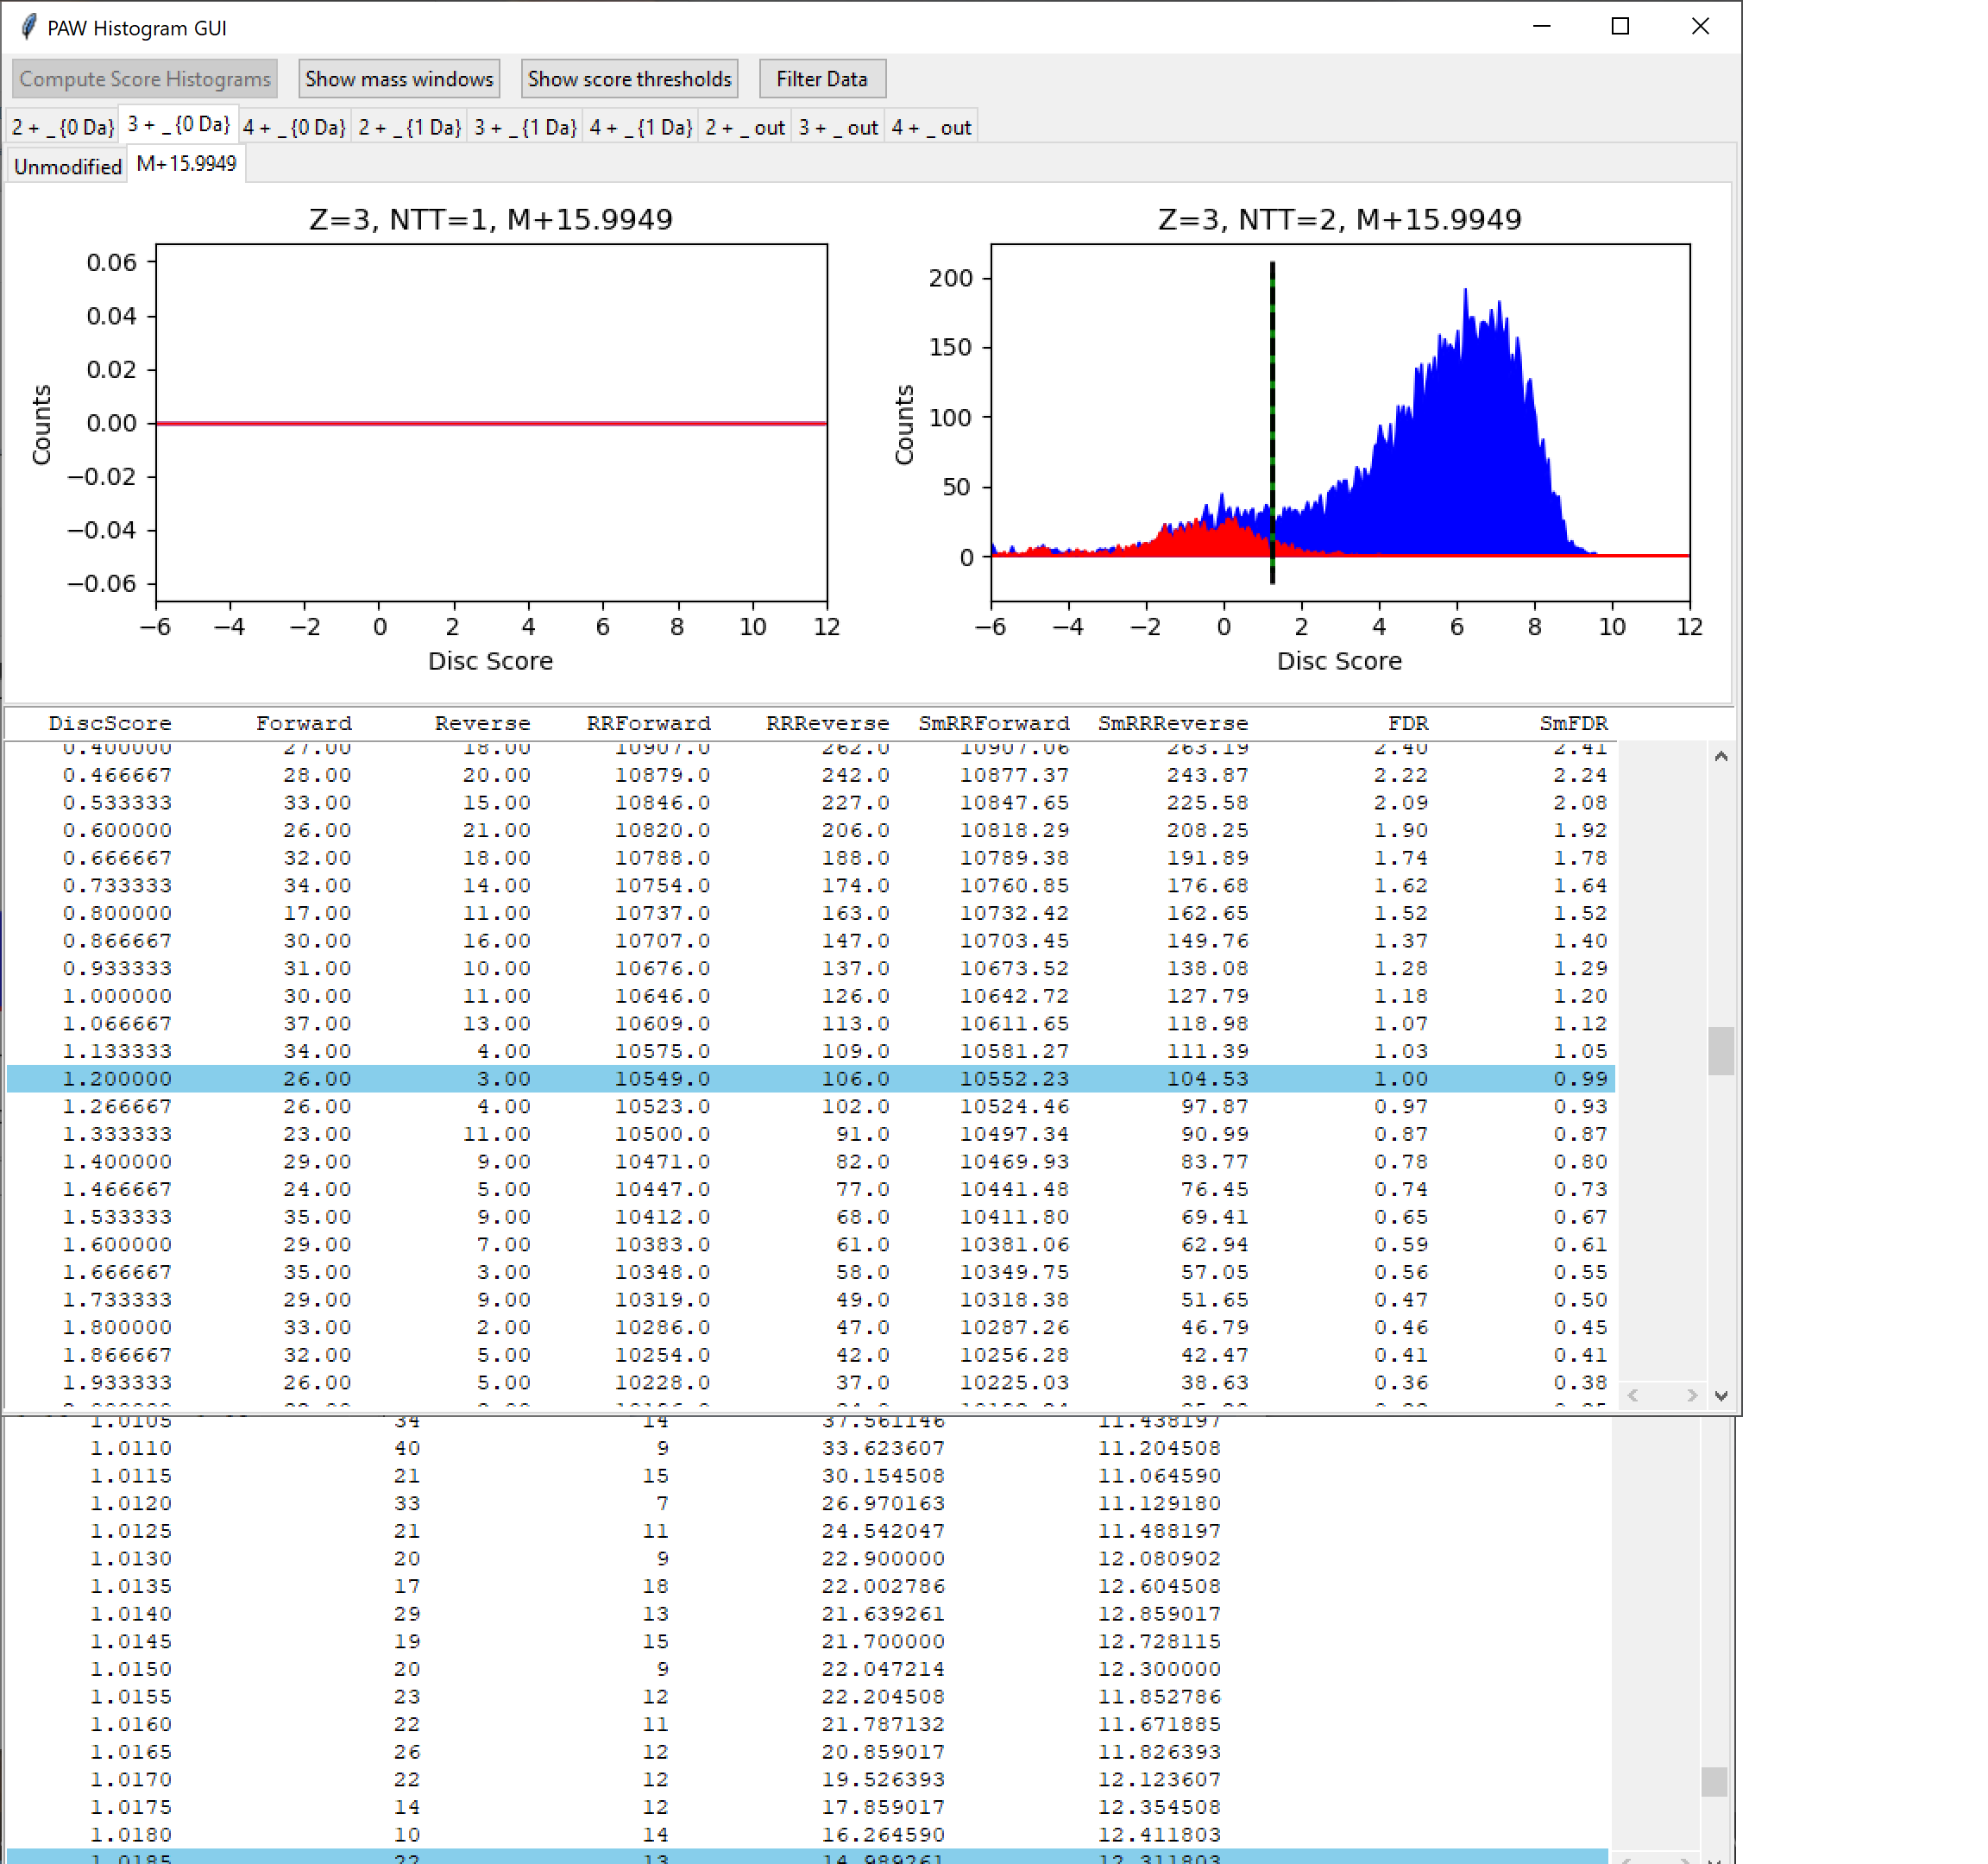 PAW Histogram GUI
Compute Score Histograms Show mass windows Show score thresholds Filter Data
2 + _ {0 Da} 3 + _ {0 Da} 4 + _ {0 Da} 2 + _ {1 Da} 3 + _ {1 Da} 4 + _ {1 Da} 2 + _ out 3 + _ out 4 + _ out
Unmodified M+15.9949
Z=3, NTT=1, M+15.9949
0.06
0.04
0.02
0.00
−0.02
−0.04
−0.06
Counts
−6 −4 −2 0 2 4 6 8 10 12
Disc Score
Z=3, NTT=2, M+15.9949
200
150
100
50
0
Counts
−6 −4 −2 0 2 4 6 8 10 12
Disc Score
DiscScore Forward Reverse RRForward RRReverse SmRRForward SmRRReverse FDR SmFDR
0.400000 27.00 18.00 10907.0 262.0 10907.06 263.19 2.40 2.41
0.466667 28.00 20.00 10879.0 242.0 10877.37 243.87 2.22 2.24
0.533333 33.00 15.00 10846.0 227.0 10847.65 225.58 2.09 2.08
0.600000 26.00 21.00 10820.0 206.0 10818.29 208.25 1.90 1.92
0.666667 32.00 18.00 10788.0 188.0 10789.38 191.89 1.74 1.78
0.733333 34.00 14.00 10754.0 174.0 10760.85 176.68 1.62 1.64
0.800000 17.00 11.00 10737.0 163.0 10732.42 162.65 1.52 1.52
0.866667 30.00 16.00 10707.0 147.0 10703.45 149.76 1.37 1.40
0.933333 31.00 10.00 10676.0 137.0 10673.52 138.08 1.28 1.29
1.000000 30.00 11.00 10646.0 126.0 10642.72 127.79 1.18 1.20
1.066667 37.00 13.00 10609.0 113.0 10611.65 118.98 1.07 1.12
1.133333 34.00 4.00 10575.0 109.0 10581.27 111.39 1.03 1.05
1.200000 26.00 3.00 10549.0 106.0 10552.23 104.53 1.00 0.99
1.266667 26.00 4.00 10523.0 102.0 10524.46 97.87 0.97 0.93
1.333333 23.00 11.00 10500.0 91.0 10497.34 90.99 0.87 0.87
1.400000 29.00 9.00 10471.0 82.0 10469.93 83.77 0.78 0.80
1.466667 24.00 5.00 10447.0 77.0 10441.48 76.45 0.74 0.73
1.533333 35.00 9.00 10412.0 68.0 10411.80 69.41 0.65 0.67
1.600000 29.00 7.00 10383.0 61.0 10381.06 62.94 0.59 0.61
1.666667 35.00 3.00 10348.0 58.0 10349.75 57.05 0.56 0.55
1.733333 29.00 9.00 10319.0 49.0 10318.38 51.65 0.47 0.50
1.800000 33.00 2.00 10286.0 47.0 10287.26 46.79 0.46 0.45
1.866667 32.00 5.00 10254.0 42.0 10256.28 42.47 0.41 0.41
1.933333 26.00 5.00 10228.0 37.0 10225.03 38.63 0.36 0.38
1.0105 34 14 37.561146 11.438197
1.0110 40 9 33.623607 11.204508
1.0115 21 15 30.154508 11.064590
1.0120 33 7 26.970163 11.129180
1.0125 21 11 24.542047 11.488197
1.0130 20 9 22.900000 12.080902
1.0135 17 18 22.002786 12.604508
1.0140 29 13 21.639261 12.859017
1.0145 19 15 21.700000 12.728115
1.0150 20 9 22.047214 12.300000
1.0155 23 12 22.204508 11.852786
1.0160 22 11 21.787132 11.671885
1.0165 26 12 20.859017 11.826393
1.0170 22 12 19.526393 12.123607
1.0175 14 12 17.859017 12.354508
1.0180 10 14 16.264590 12.411803
1.0185 22 13 14.989261 12.311803